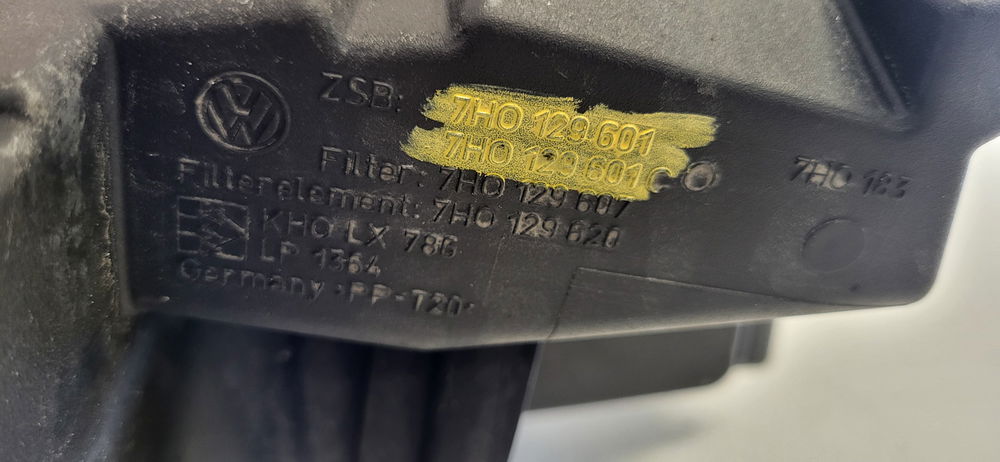 ZSB: 7H0 129 601
7H0 129 601 C
Filter: 7H0 129 607
Filterelement: 7H0 129 620
KHO LX 786
LP 1364
Germany ·PP-T20·
7H0 183